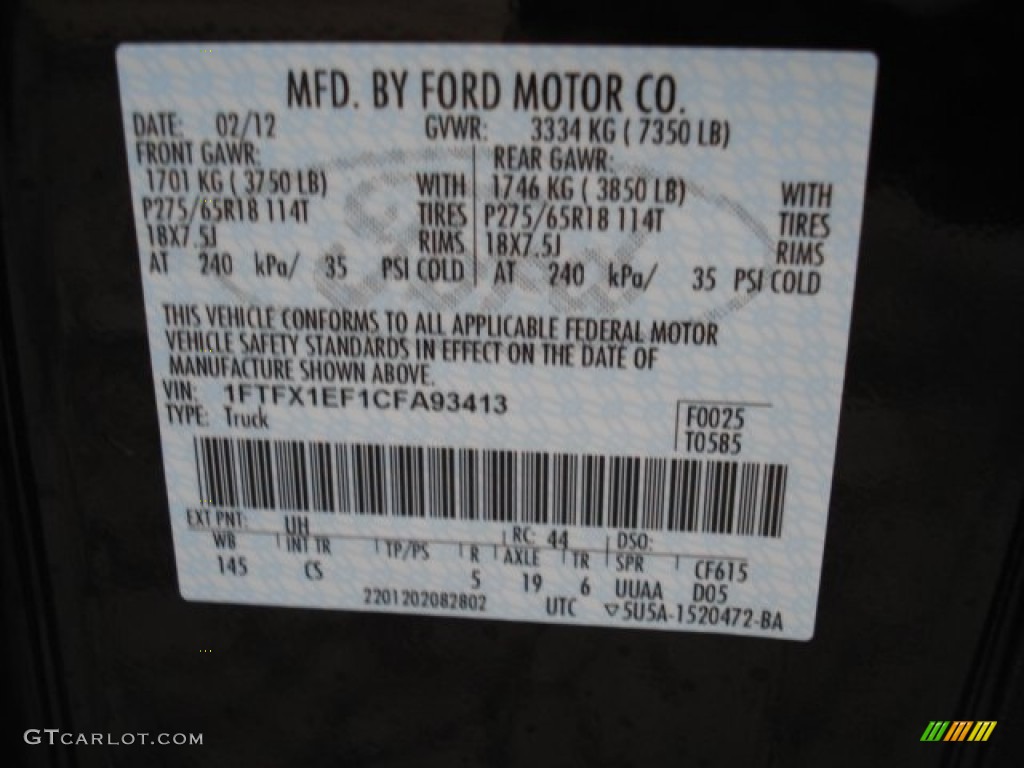 MFD. BY FORD MOTOR CO.
DATE: 02/12 GVWR: 3334 KG ( 7350 LB)
FRONT GAWR: REAR GAWR:
1701 KG ( 3750 LB) WITH 1746 KG ( 3850 LB) WITH
P275/65R18 114T TIRES P275/65R18 114T TIRES
18X7.5J RIMS 18X7.5J RIMS
AT 240 kPa/ 35 PSI COLD AT 240 kPa/ 35 PSI COLD
THIS VEHICLE CONFORMS TO ALL APPLICABLE FEDERAL MOTOR
VEHICLE SAFETY STANDARDS IN EFFECT ON THE DATE OF
MANUFACTURE SHOWN ABOVE.
VIN: 1FTFX1EF1CFA93413
TYPE: Truck
F0025
T0585
EXT PNT: UH RC: 44 DSO:
WB INT TR TP/PS R AXLE TR SPR CF615
145 CS 5 19 6 UUAA D05
2201202082802 UTC ▽5U5A-1520472-BA
GTCARLOT.COM